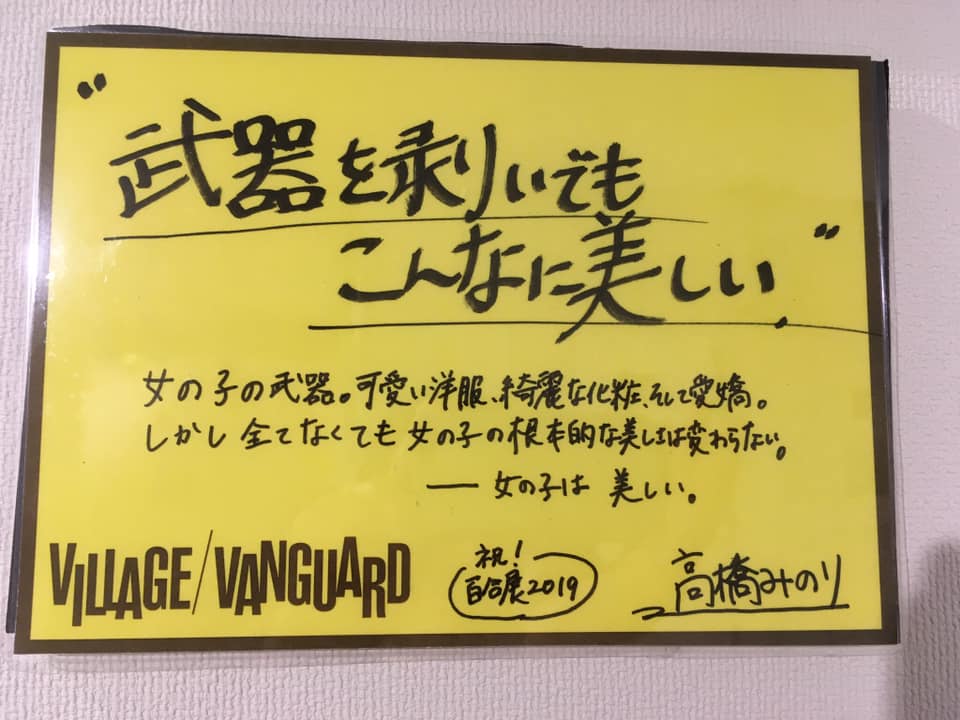 “武器を剥いでも
こんなに美しい”
女の子の武器。可愛い洋服、綺麗な化粧、そして愛嬌。
しかし全てなくても女の子の根本的な美しさは変わらない。
── 女の子は 美しい。
VILLAGE/VANGUARD
祝!
百合展2019
高橋みのり